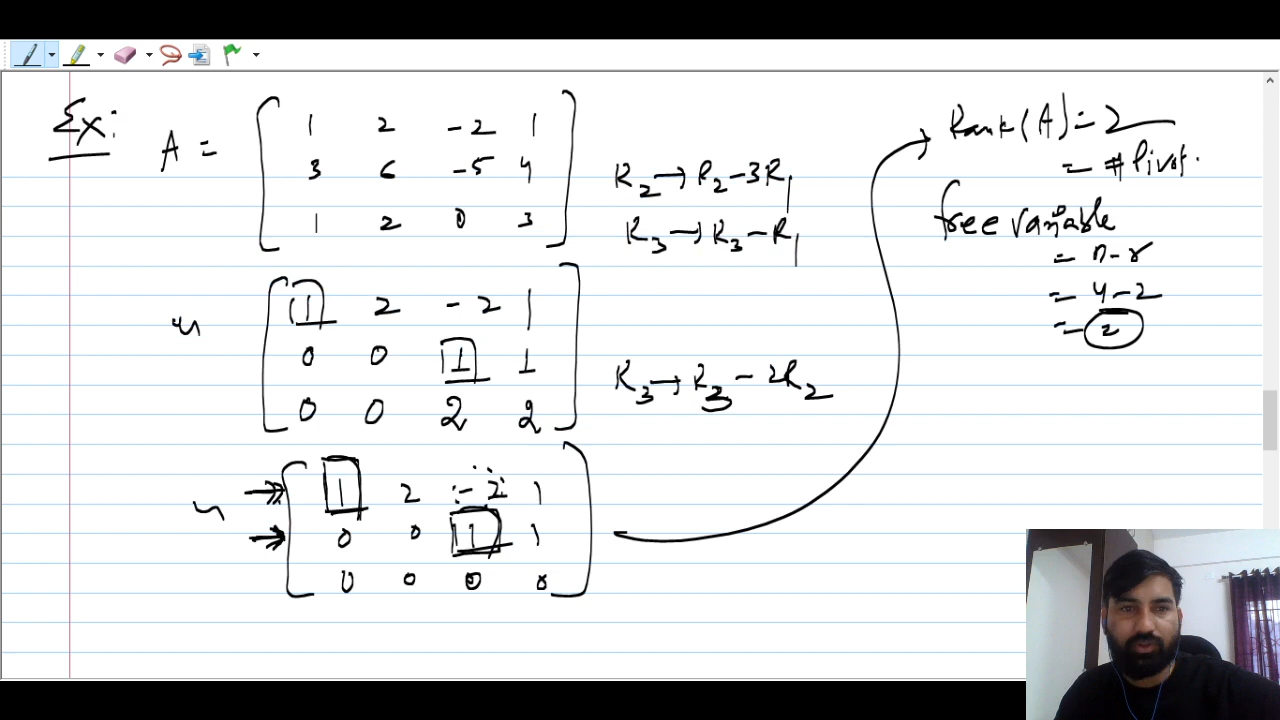 Ex:
A = [ 1 2 -2 1
3 6 -5 4
1 2 0 3 ]
R2 → R2 - 3R1
R3 → R3 - R1
~ [ 1 2 -2 1
0 0 1 1
0 0 2 2 ]
R3 → R3 - 2R2
~ [ 1 2 -2 1
0 0 1 1
0 0 0 0 ]
Rank(A) = 2
= # Pivot.
free variable
= n - r
= 4 - 2
= 2